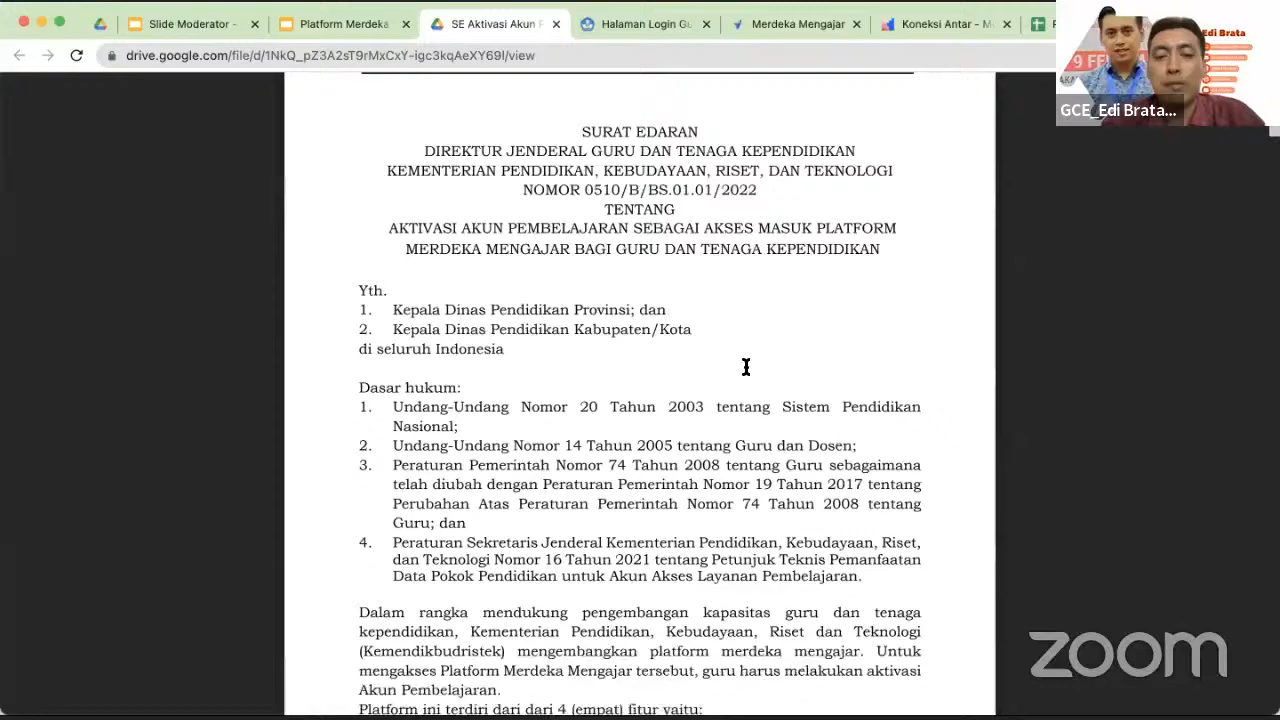 Slide Moderator -
Platform Merdeka
SE Aktivasi Akun P
Halaman Login Gu
Merdeka Mengajar
Koneksi Antar - M
drive.google.com/file/d/1NkQ_pZ3A2sT9rMxCxY-igc3kqAeXY69l/view
Edi Brata
9 FE
GCE_Edi Brata...
SURAT EDARAN
DIREKTUR JENDERAL GURU DAN TENAGA KEPENDIDIKAN
KEMENTERIAN PENDIDIKAN, KEBUDAYAAN, RISET, DAN TEKNOLOGI
NOMOR 0510/B/BS.01.01/2022
TENTANG
AKTIVASI AKUN PEMBELAJARAN SEBAGAI AKSES MASUK PLATFORM
MERDEKA MENGAJAR BAGI GURU DAN TENAGA KEPENDIDIKAN
Yth.
1. Kepala Dinas Pendidikan Provinsi; dan
2. Kepala Dinas Pendidikan Kabupaten/Kota
di seluruh Indonesia
Dasar hukum:
1. Undang-Undang Nomor 20 Tahun 2003 tentang Sistem Pendidikan
Nasional;
2. Undang-Undang Nomor 14 Tahun 2005 tentang Guru dan Dosen;
3. Peraturan Pemerintah Nomor 74 Tahun 2008 tentang Guru sebagaimana
telah diubah dengan Peraturan Pemerintah Nomor 19 Tahun 2017 tentang
Perubahan Atas Peraturan Pemerintah Nomor 74 Tahun 2008 tentang
Guru; dan
4. Peraturan Sekretaris Jenderal Kementerian Pendidikan, Kebudayaan, Riset,
dan Teknologi Nomor 16 Tahun 2021 tentang Petunjuk Teknis Pemanfaatan
Data Pokok Pendidikan untuk Akun Akses Layanan Pembelajaran.
Dalam rangka mendukung pengembangan kapasitas guru dan tenaga
kependidikan, Kementerian Pendidikan, Kebudayaan, Riset dan Teknologi
(Kemendikbudristek) mengembangkan platform merdeka mengajar. Untuk
mengakses Platform Merdeka Mengajar tersebut, guru harus melakukan aktivasi
Akun Pembelajaran.
Platform ini terdiri dari dari 4 (empat) fitur yaitu:
zoom